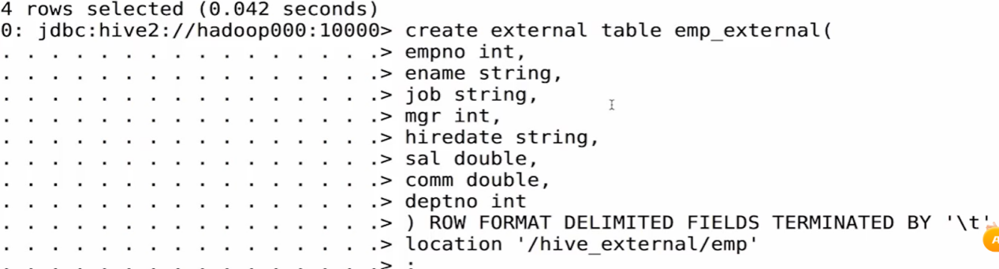 4 rows selected (0.042 seconds)
0: jdbc:hive2://hadoop000:10000> create external table emp_external(
. . . . . . . . . . . . . . . .> empno int,
. . . . . . . . . . . . . . . .> ename string,
. . . . . . . . . . . . . . . .> job string,
. . . . . . . . . . . . . . . .> mgr int,
. . . . . . . . . . . . . . . .> hiredate string,
. . . . . . . . . . . . . . . .> sal double,
. . . . . . . . . . . . . . . .> comm double,
. . . . . . . . . . . . . . . .> deptno int
. . . . . . . . . . . . . . . .> ) ROW FORMAT DELIMITED FIELDS TERMINATED BY '\t'
. . . . . . . . . . . . . . . .> location '/hive_external/emp'
. . . . . . . . . . . . . . . .> ;